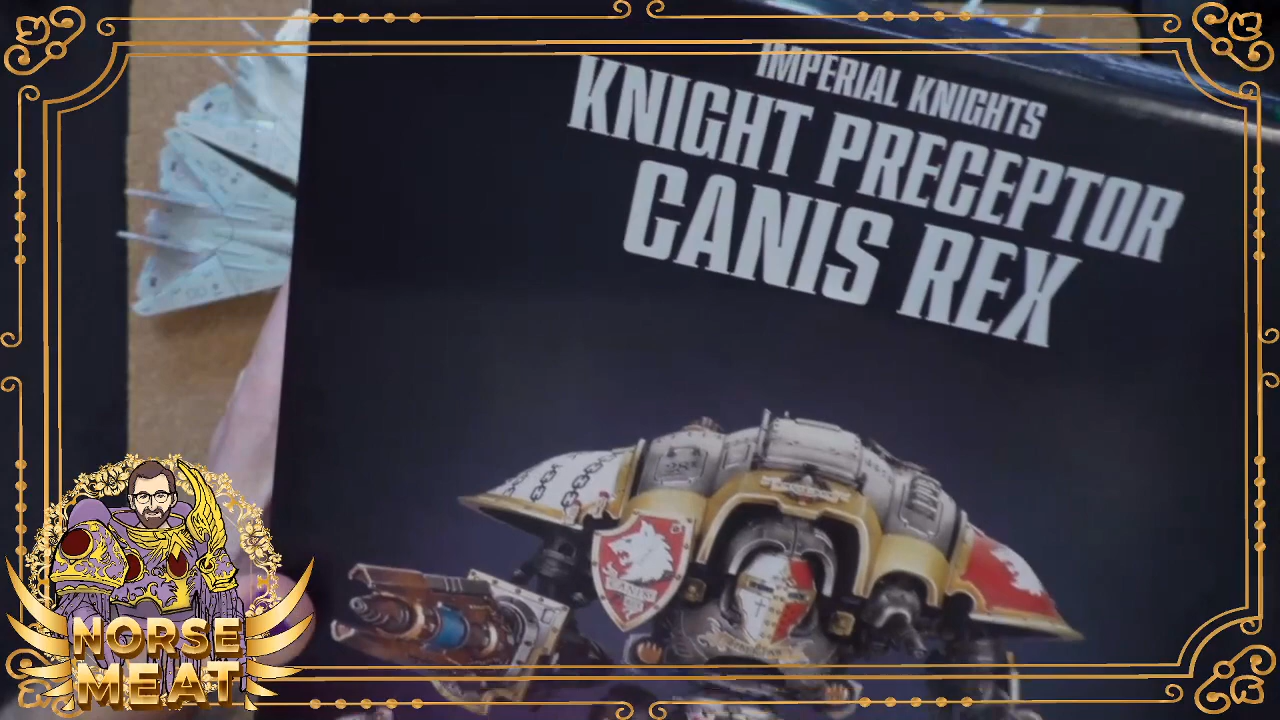 IMPERIAL KNIGHTS
KNIGHT PRECEPTOR
CANIS REX
NORSE
MEAT